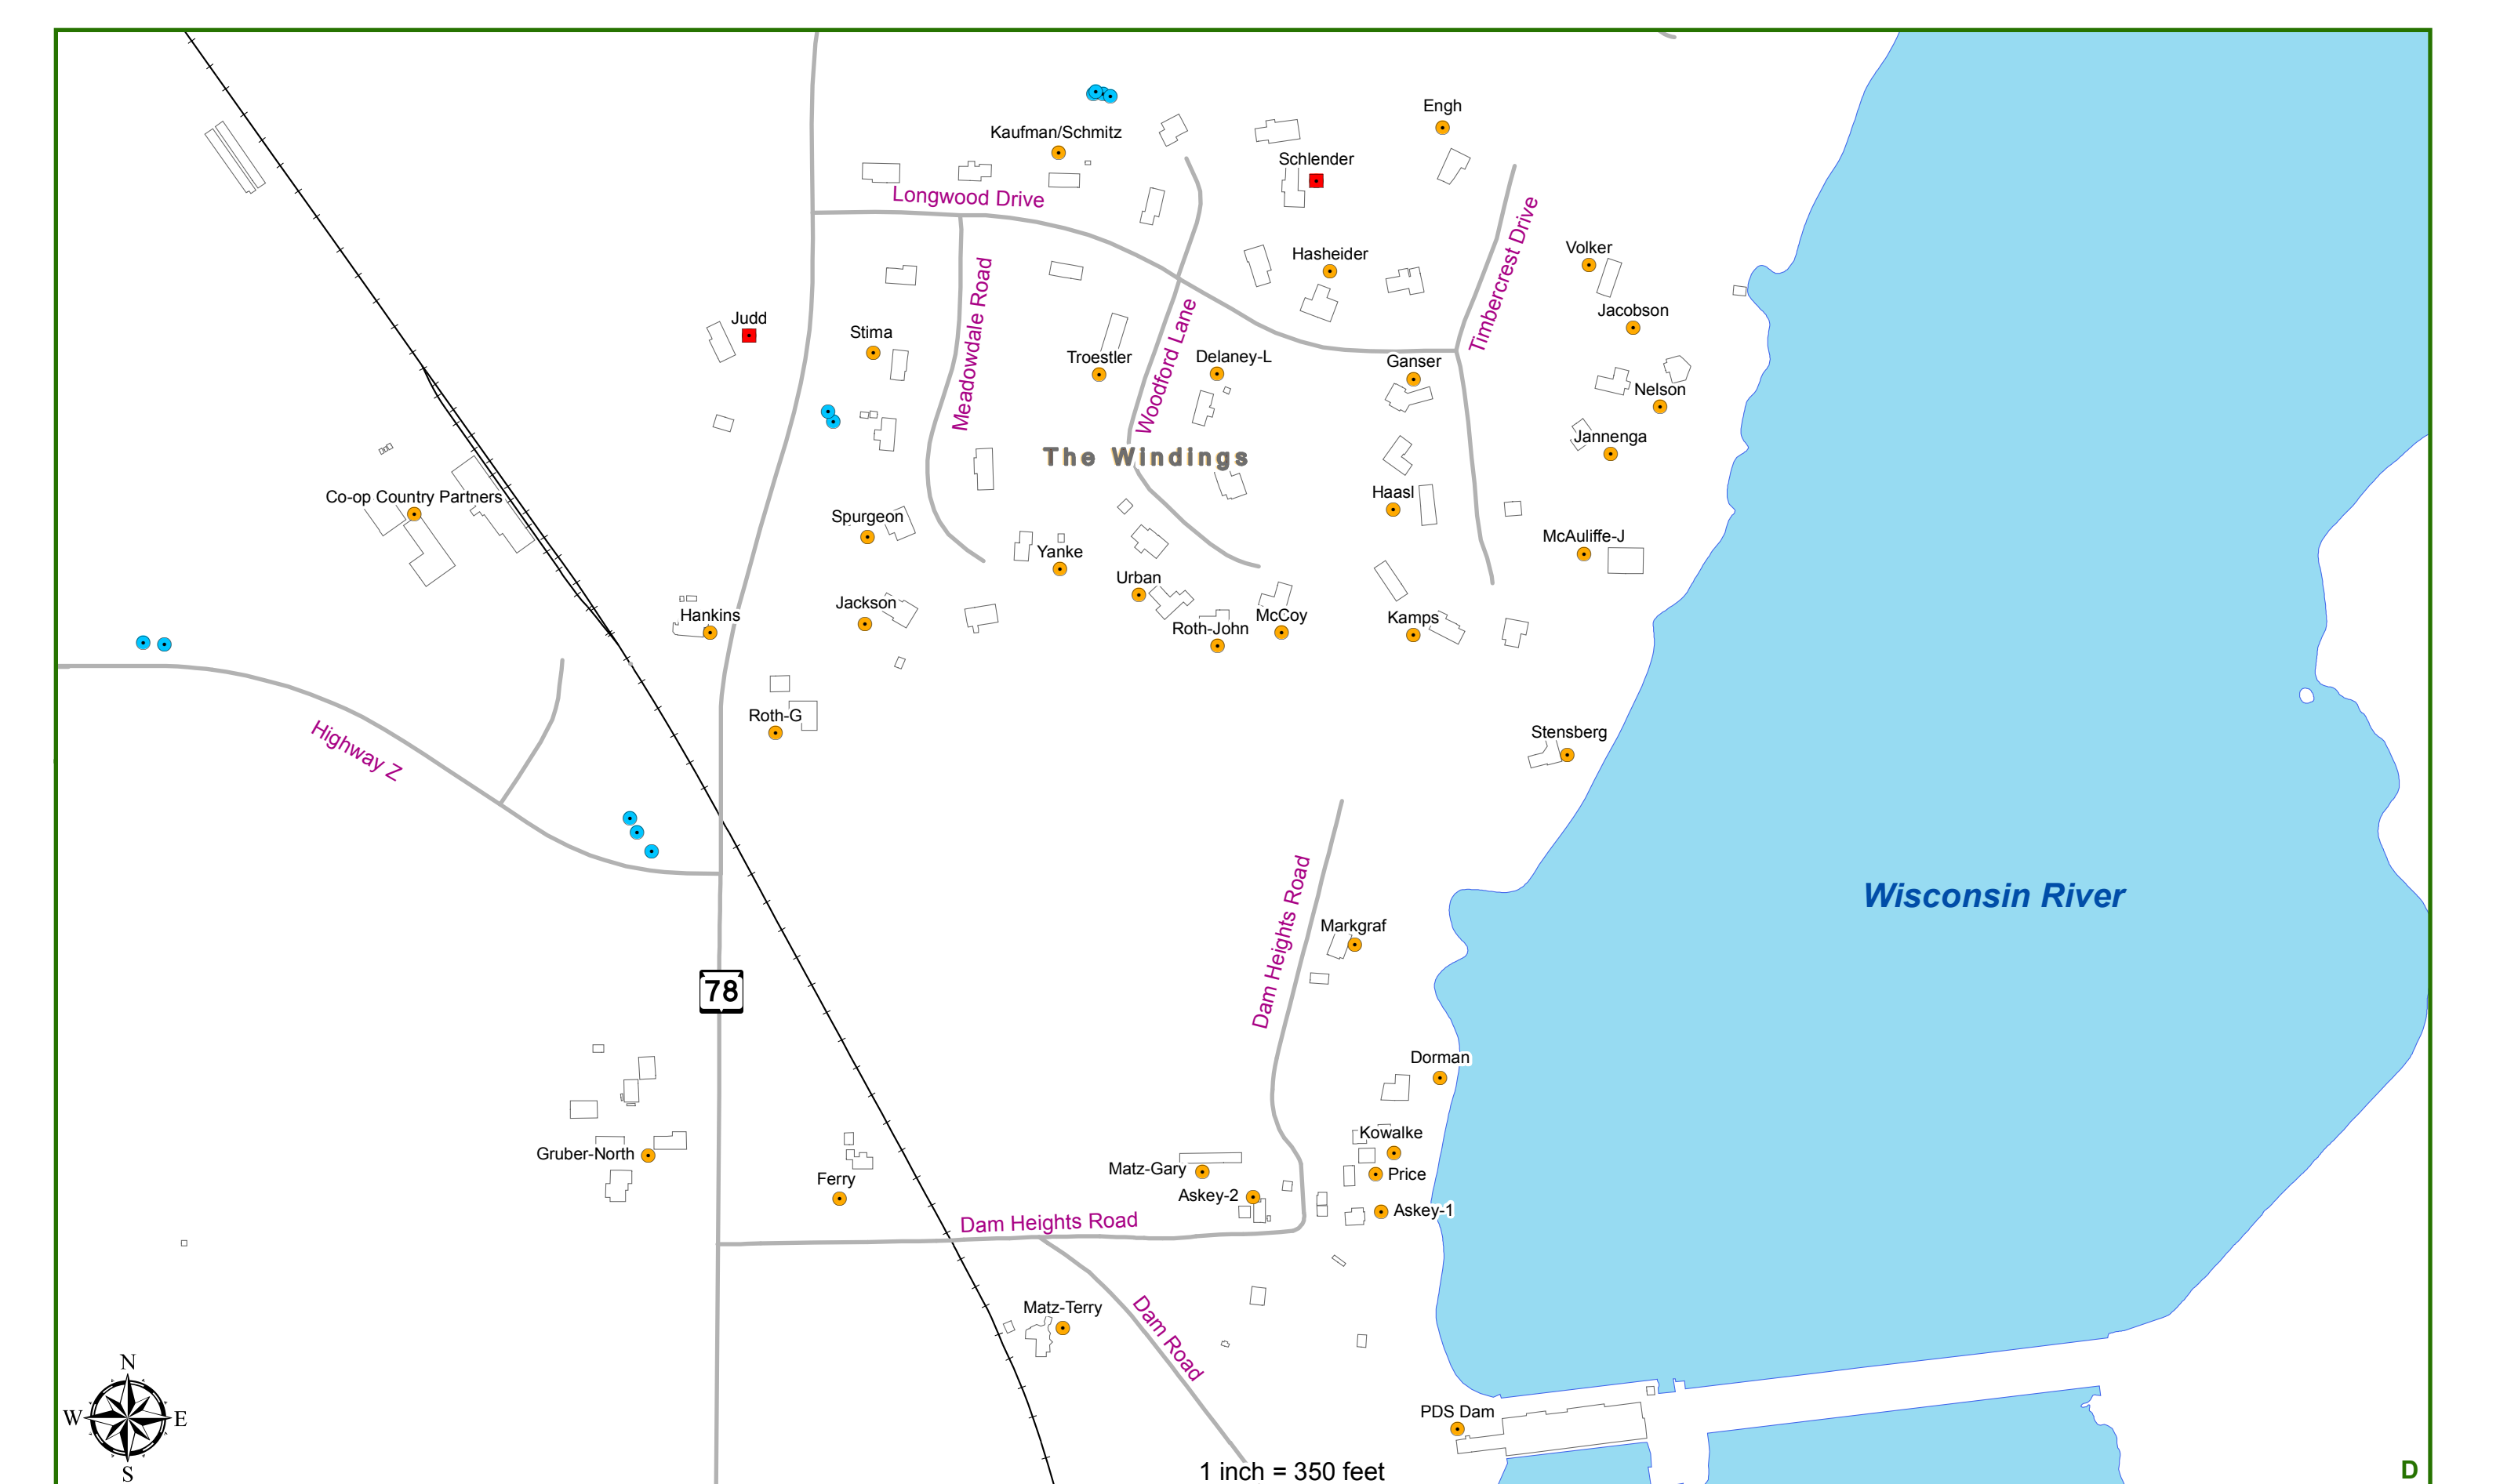 Engh
Kaufman/Schmitz
Schlender
Longwood Drive
Timbercrest Drive
Volker
Hasheider
Meadowdale Road
Woodford Lane
Jacobson
Judd
Stima
Troestler
Delaney-L
Ganser
Nelson
Jannenga
The Windings
Co-op Country Partners
Haasl
Spurgeon
McAuliffe-J
Yanke
Urban
Jackson
Hankins
Roth-John
McCoy
Kamps
Roth-G
Highway Z
Stensberg
Wisconsin River
Markgraf
Dam Heights Road
78
Dorman
Kowalke
Gruber-North
Matz-Gary
Price
Ferry
Askey-2
Askey-1
Dam Heights Road
Matz-Terry
Dam Road
N
W
E
S
PDS Dam
1 inch = 350 feet
D